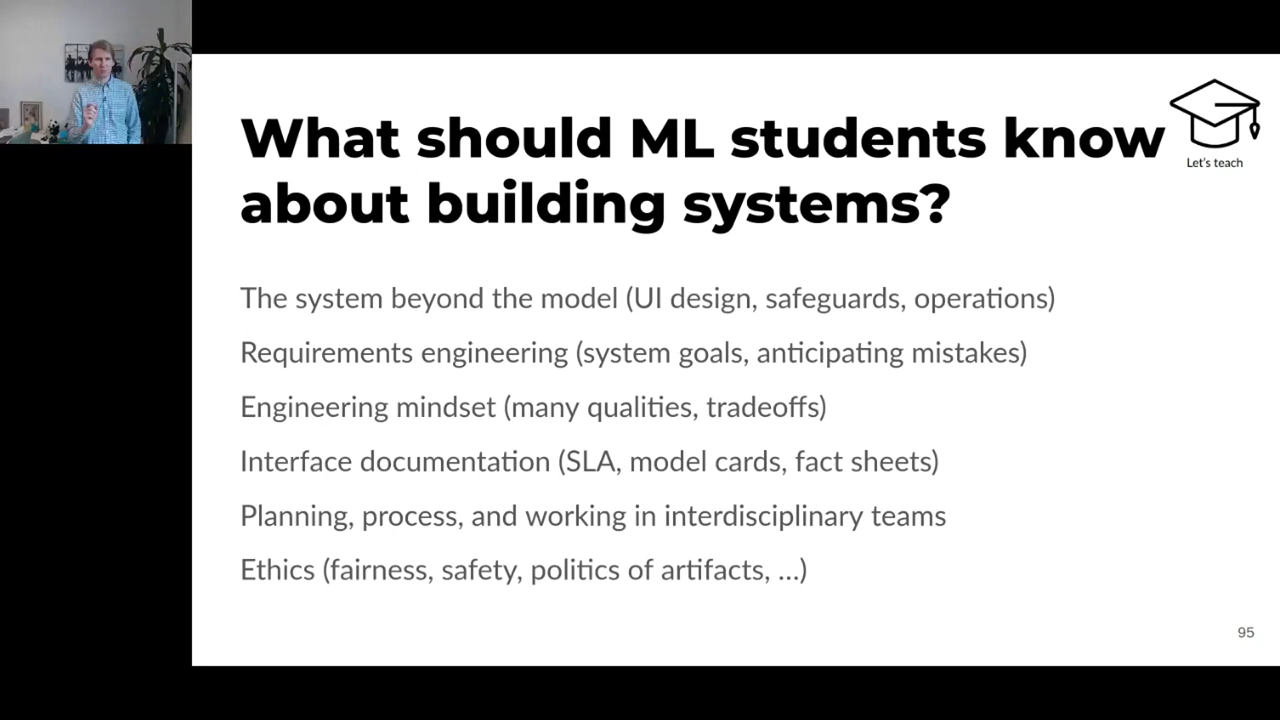 What should ML students know
about building systems?
Let's teach
The system beyond the model (UI design, safeguards, operations)
Requirements engineering (system goals, anticipating mistakes)
Engineering mindset (many qualities, tradeoffs)
Interface documentation (SLA, model cards, fact sheets)
Planning, process, and working in interdisciplinary teams
Ethics (fairness, safety, politics of artifacts, ...)
95